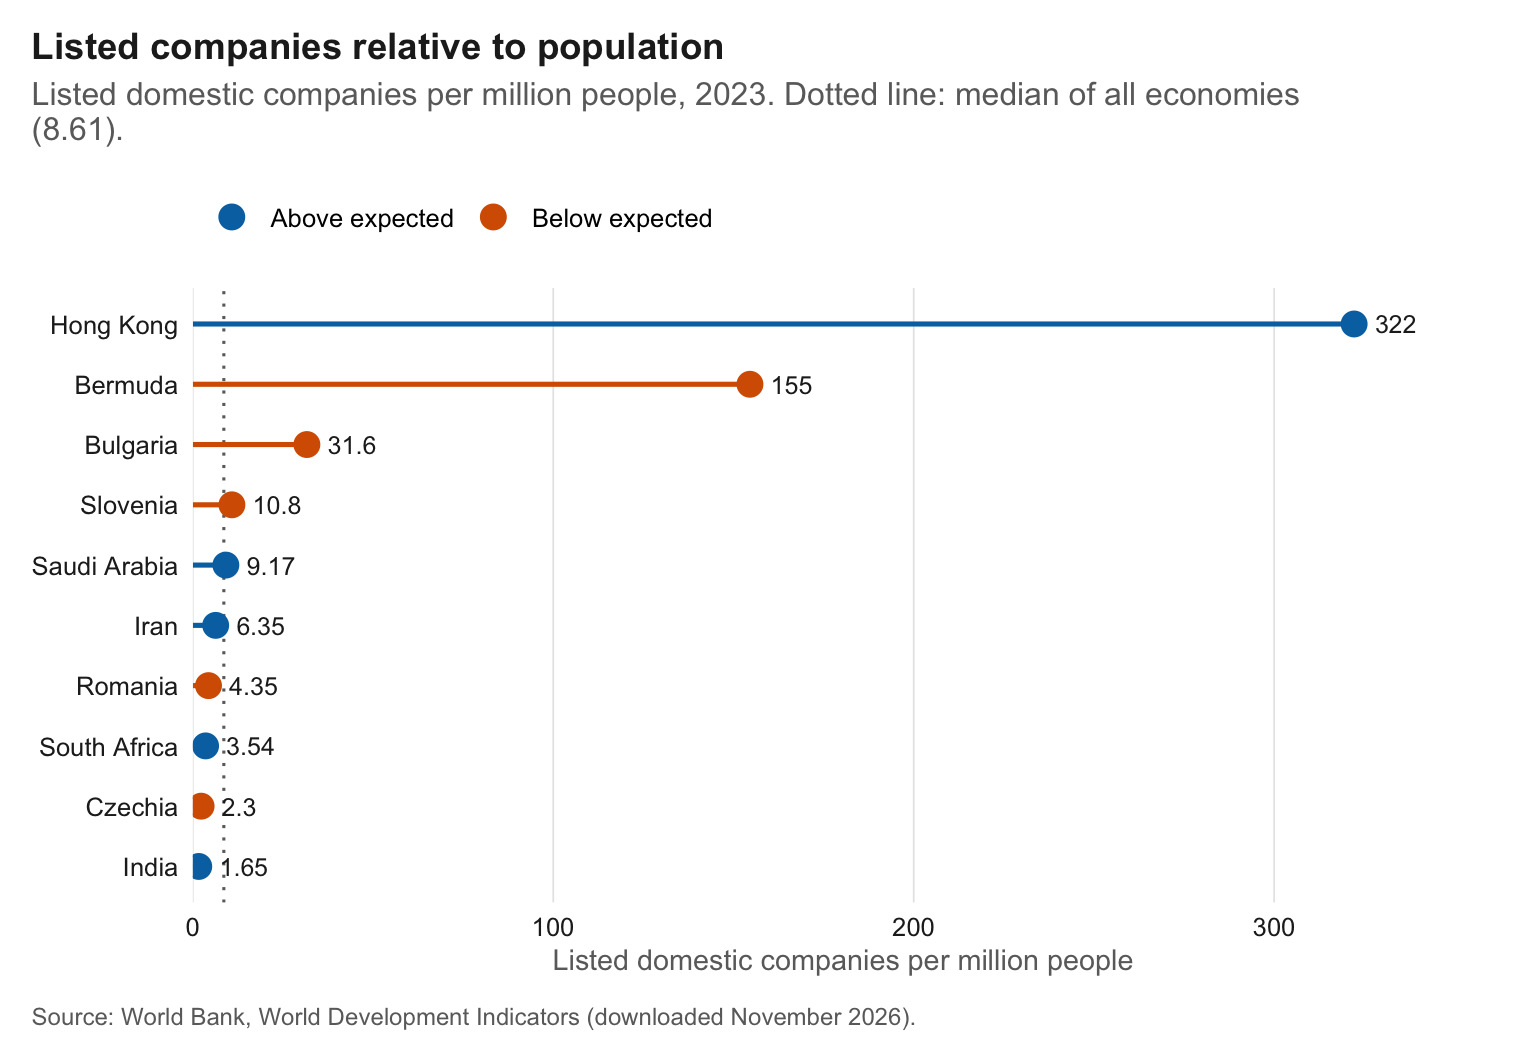 Listed companies relative to population
Listed domestic companies per million people, 2023. Dotted line: median of all economies
(8.61).
Above expected
Below expected
Hong Kong 322
Bermuda 155
Bulgaria 31.6
Slovenia 10.8
Saudi Arabia 9.17
Iran 6.35
Romania 4.35
South Africa 3.54
Czechia 2.3
India 1.65
0 100 200 300
Listed domestic companies per million people
Source: World Bank, World Development Indicators (downloaded November 2026).